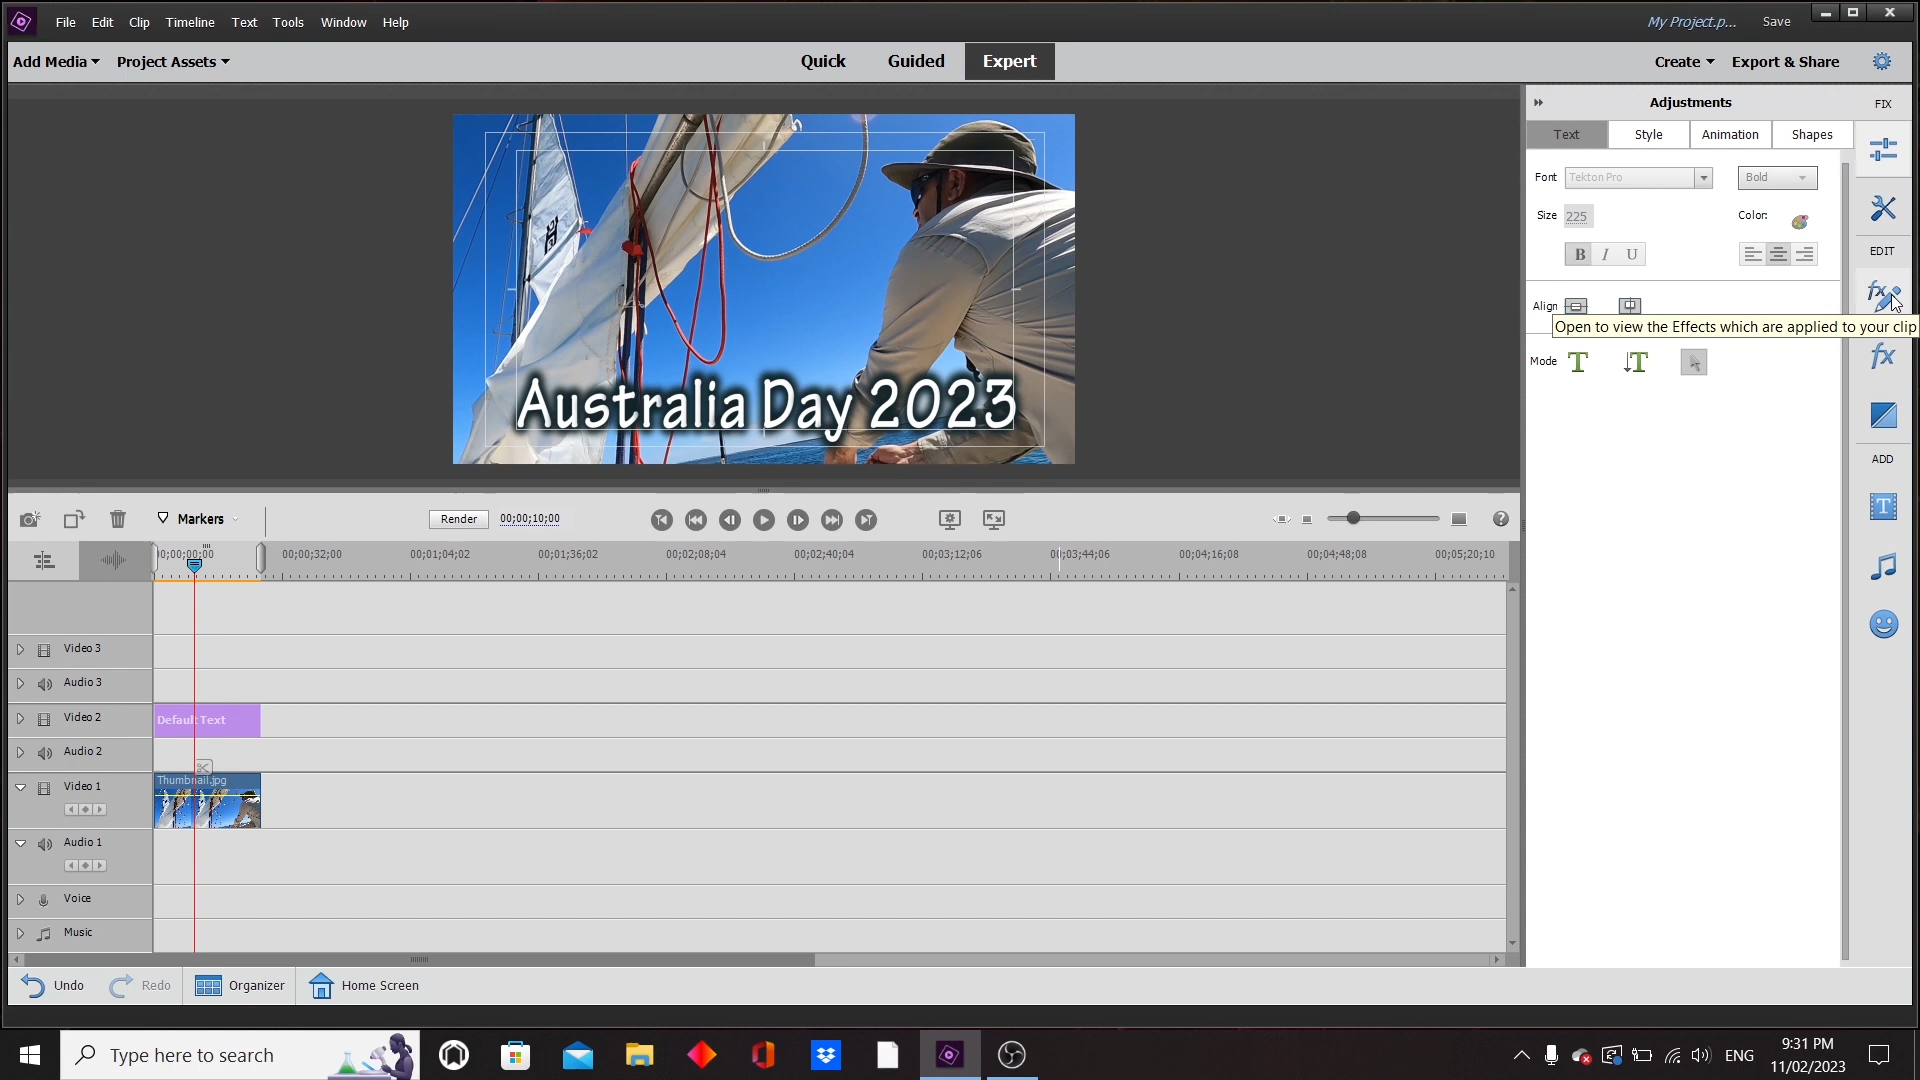 File Edit Clip Timeline Text Tools Window Help
My Project.p... Save
Add Media Project Assets
Quick Guided Expert
Create Export & Share
Adjustments
FIX
Text Style Animation Shapes
Font Tekton Pro Bold
Size 225 Color:
B I U
EDIT
Align
Open to view the Effects which are applied to your clip
Mode T T
fx
ADD
Australia Day 2023
Markers
Render 00;00;10;00
00;00;32;00 00;01;04;02 00;01;36;02 00;02;08;04 00;02;40;04 00;03;12;06 00;03;44;06 00;04;16;08 00;04;48;08 00;05;20;10
Video 3
Audio 3
Video 2
Default Text
Audio 2
Thumbnail.jpg
Video 1
Audio 1
Voice
Music
Undo Redo Organizer Home Screen
Type here to search
ENG
9:31 PM
11/02/2023